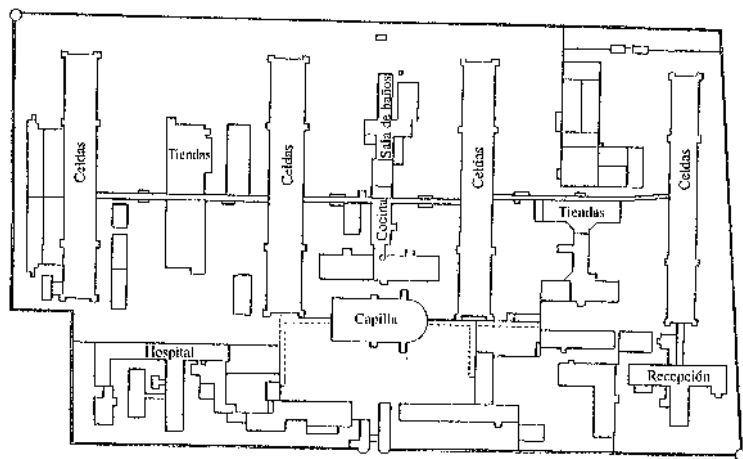 Celdas
Tiendas
Celdas
Sala de baños
Celdas
Celdas
Cocina
Tiendas
Capilla
Hospital
Recepción